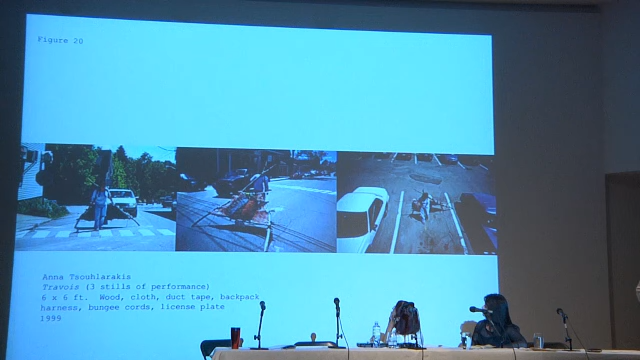 Figure 20
Anna Tsouhlarakis
Travois (3 stills of performance)
6 x 6 ft. Wood, cloth, duct tape, backpack
harness, bungee cords, license plate
1999